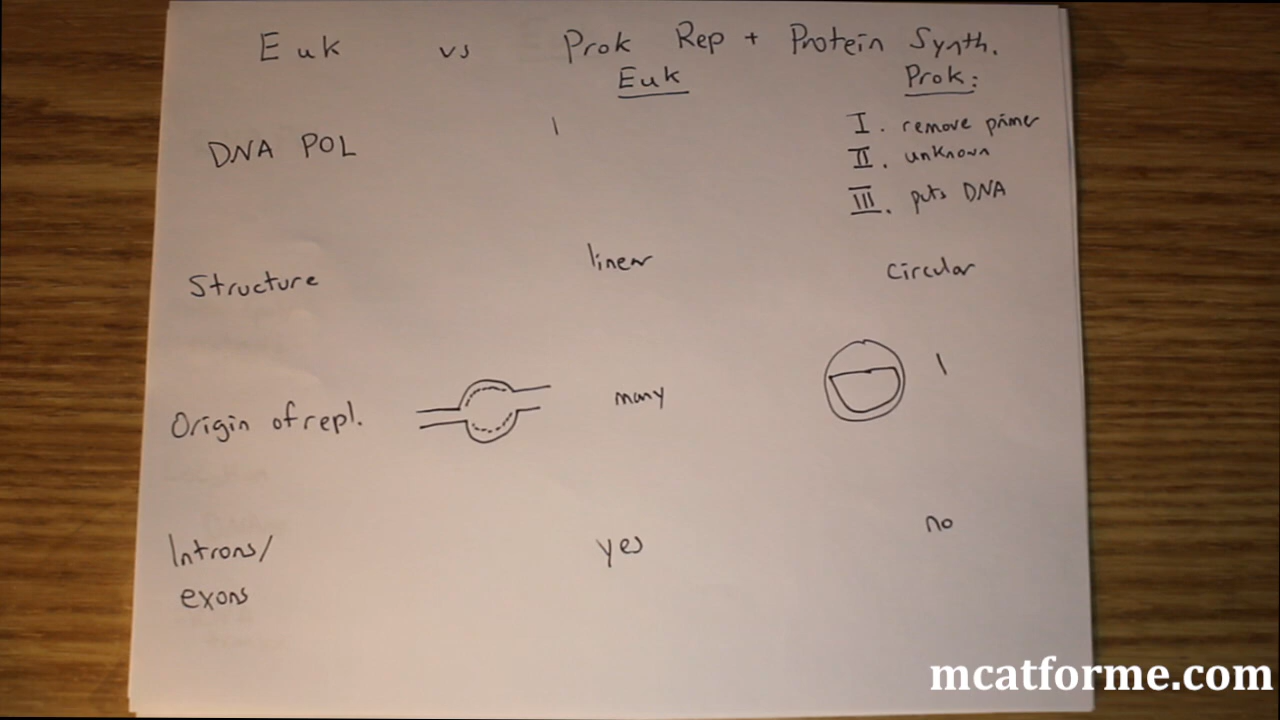 Euk vs Prok Rep + Protein Synth.
Euk Prok:
DNA POL I I. remove primer
II. unknown
III. puts DNA
Structure linear circular
Origin of repl. many 1
Introns/ yes no
exons
mcatforme.com